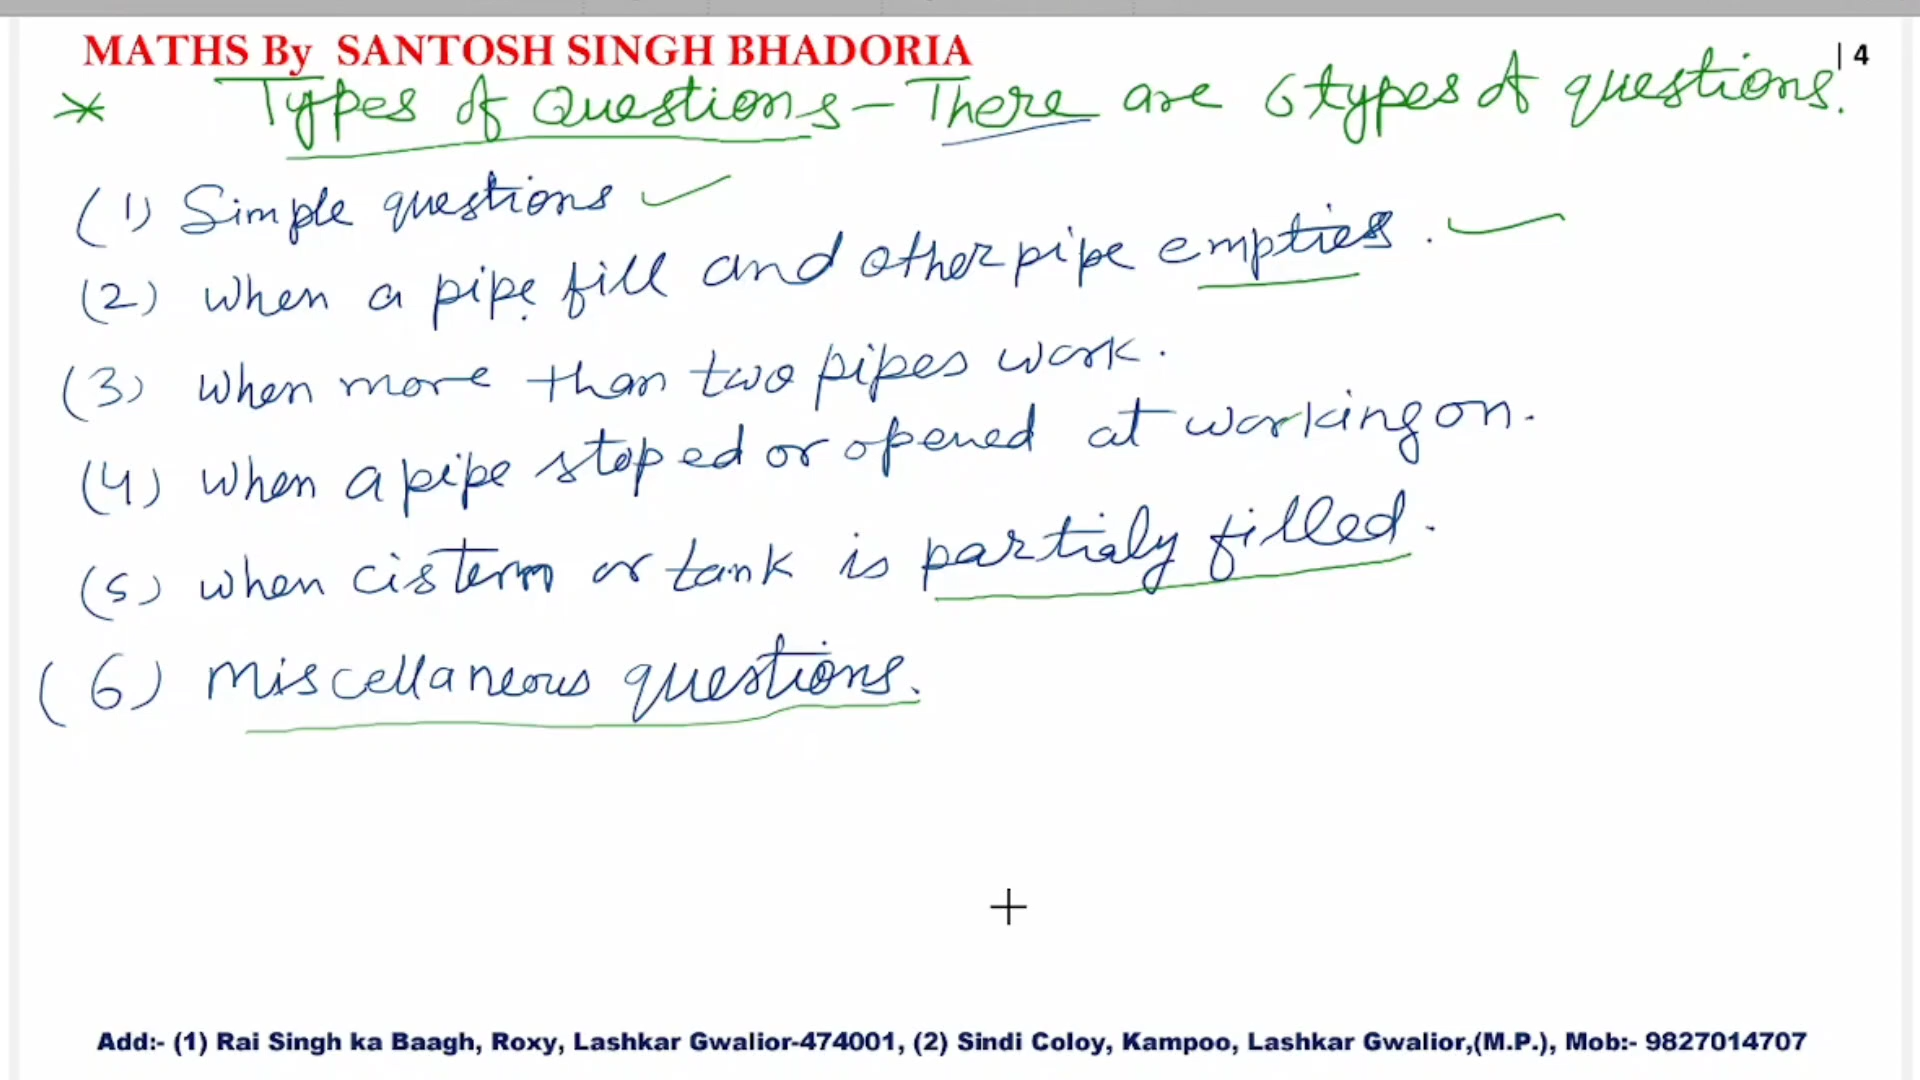 MATHS By SANTOSH SINGH BHADORIA
| 4
* Types of Questions - There are 6 types of questions.
(1) Simple questions ✓
(2) when a pipe fill and other pipe empties. ✓
(3) when more than two pipes work.
(4) when a pipe stoped or opened at working on.
(5) when cistern or tank is partialy filled.
(6) miscellaneous questions.
Add:- (1) Rai Singh ka Baagh, Roxy, Lashkar Gwalior-474001, (2) Sindi Coloy, Kampoo, Lashkar Gwalior,(M.P.), Mob:- 9827014707